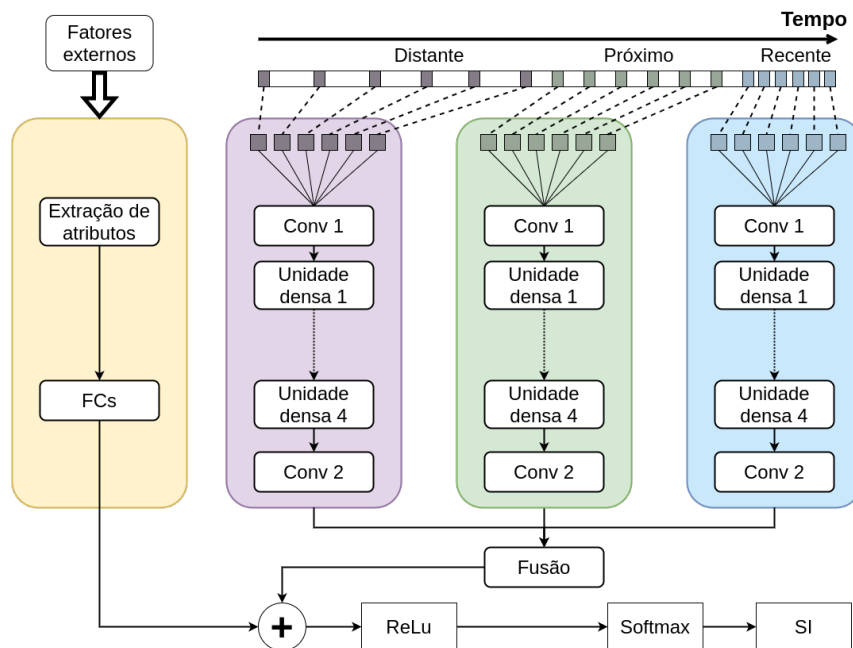 Fatores
externos
Tempo
Distante
Próximo
Recente
Extração de
atributos
FCs
Conv 1
Unidade
densa 1
Unidade
densa 4
Conv 2
Conv 1
Unidade
densa 1
Unidade
densa 4
Conv 2
Conv 1
Unidade
densa 1
Unidade
densa 4
Conv 2
Fusão
+
ReLu
Softmax
SI